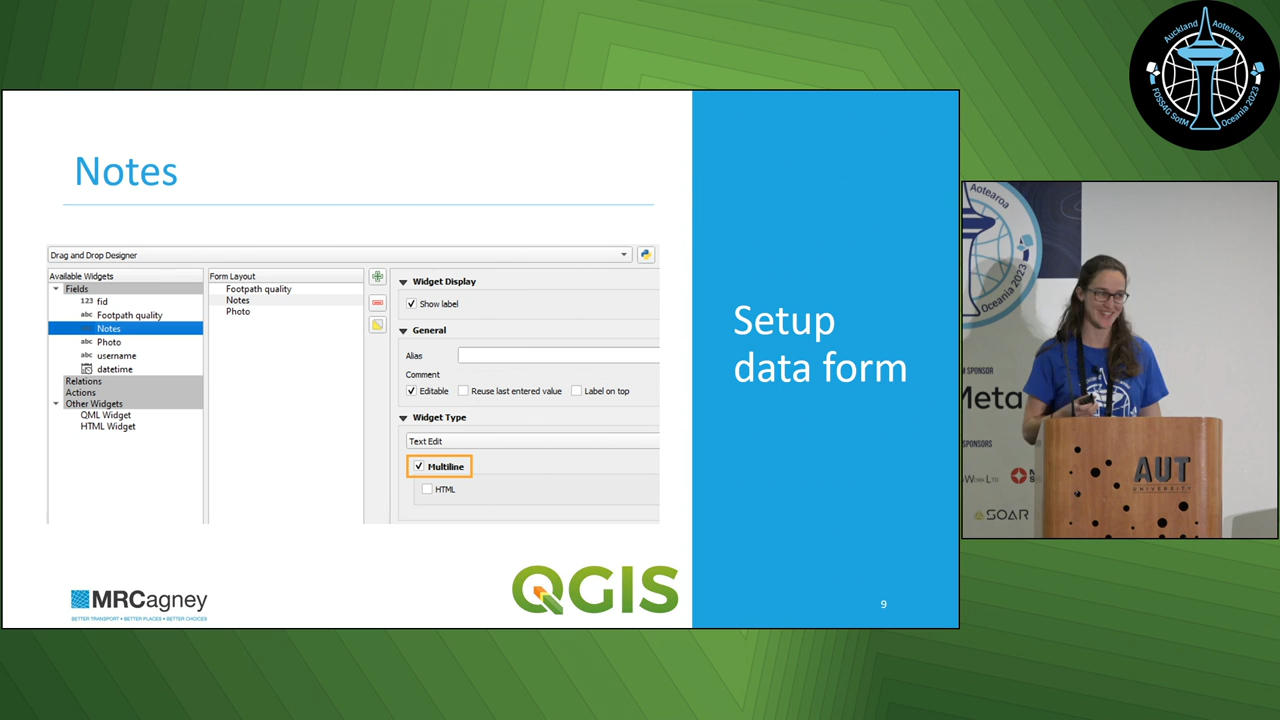 Notes
Drag and Drop Designer
Available Widgets
Fields
123 fid
abc Footpath quality
Notes
abc Photo
abc username
datetime
Relations
Actions
Other Widgets
QML Widget
HTML Widget
Form Layout
Footpath quality
Notes
Photo
Widget Display
Show label
General
Alias
Comment
Editable Reuse last entered value Label on top
Widget Type
Text Edit
Multiline
HTML
MRCagney
BETTER TRANSPORT • BETTER PLACES • BETTER CHOICES
QGIS
Setup
data form
9
Auckland Aotearoa
FOSS4G SotM Oceania 2023
Aotearoa
Oceania 2023
SPONSOR
Meta
SPONSORS
SOAR
AUT
UNIVERSITY